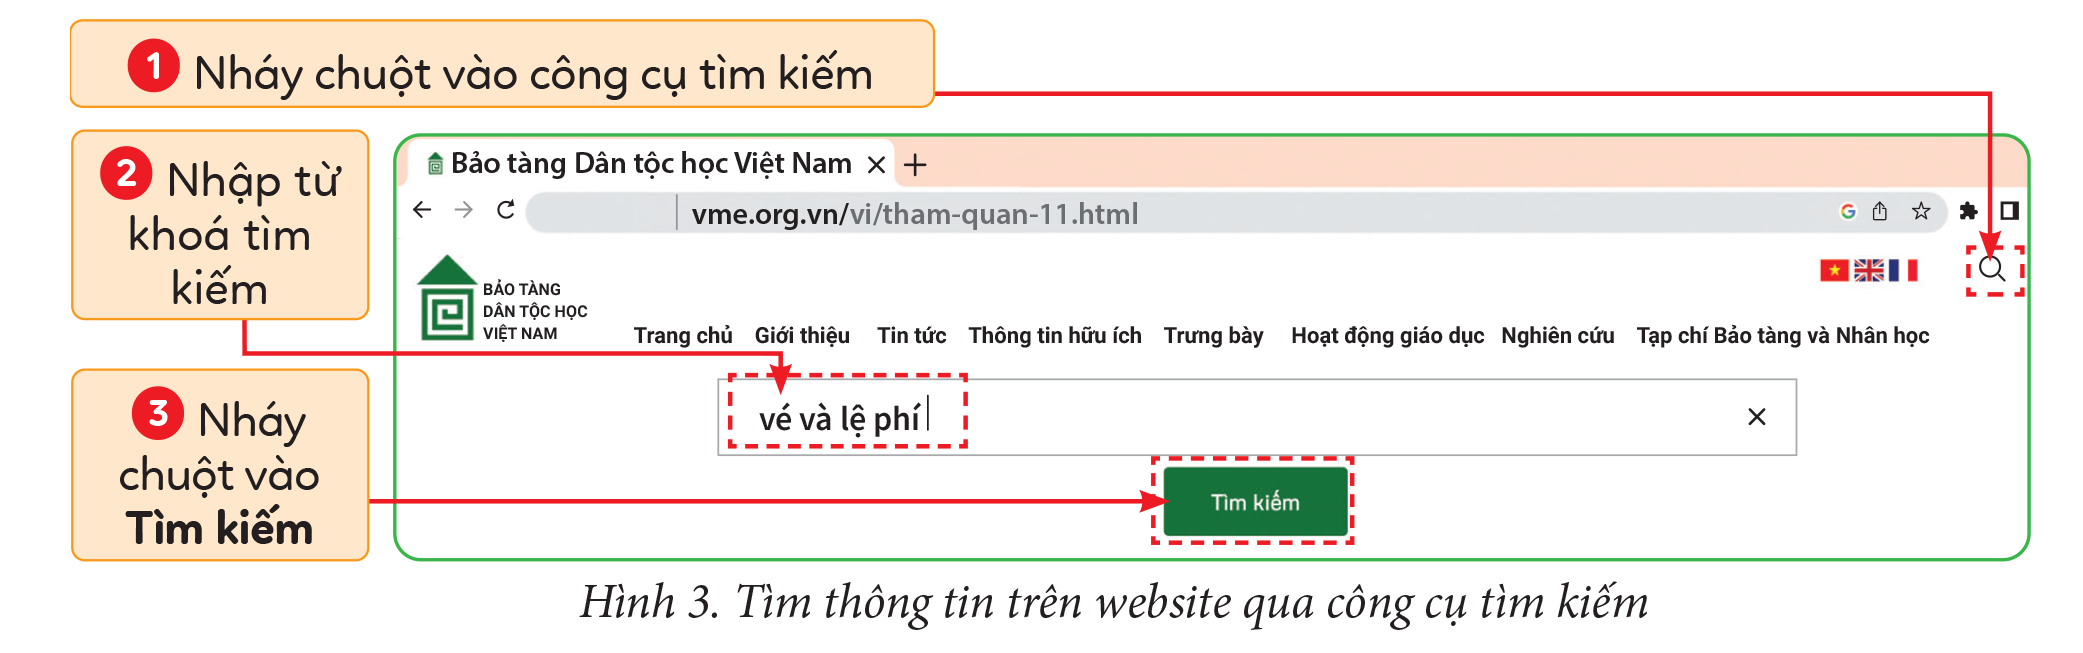 1 Nháy chuột vào công cụ tìm kiếm
2 Nhập từ
khoá tìm
kiếm
3 Nháy
chuột vào
Tìm kiếm
Bảo tàng Dân tộc học Việt Nam
vme.org.vn/vi/tham-quan-11.html
BẢO TÀNG
DÂN TỘC HỌC
VIỆT NAM
Trang chủ Giới thiệu Tin tức Thông tin hữu ích Trưng bày Hoạt động giáo dục Nghiên cứu Tạp chí Bảo tàng và Nhân học
vé và lệ phí
Tìm kiếm
Hình 3. Tìm thông tin trên website qua công cụ tìm kiếm